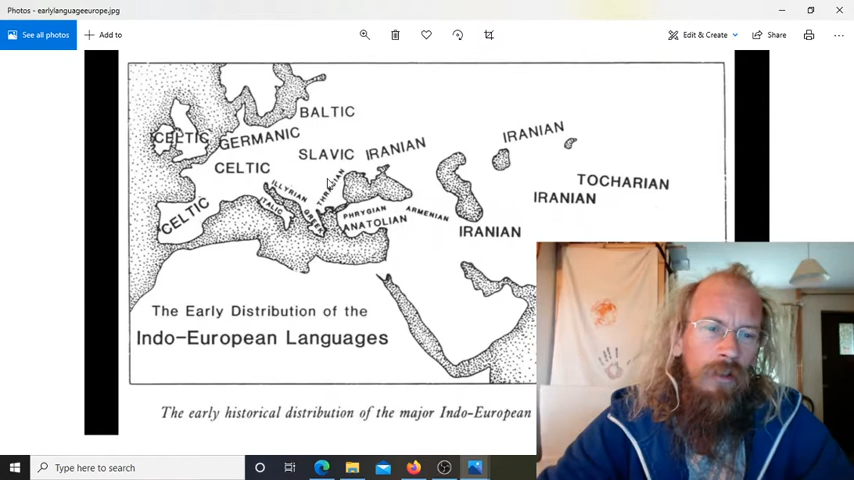 Photos - earlylanguageeurope.jpg
See all photos
Add to
Edit & Create
Share
BALTIC
CELTIC
GERMANIC
IRANIAN
SLAVIC
IRANIAN
CELTIC
TOCHARIAN
ILLYRIAN
THRACIAN
IRANIAN
CELTIC
ITALIC
GREEK
PHRYGIAN
ARMENIAN
ANATOLIAN
IRANIAN
The Early Distribution of the
Indo-European Languages
The early historical distribution of the major Indo-European
Type here to search